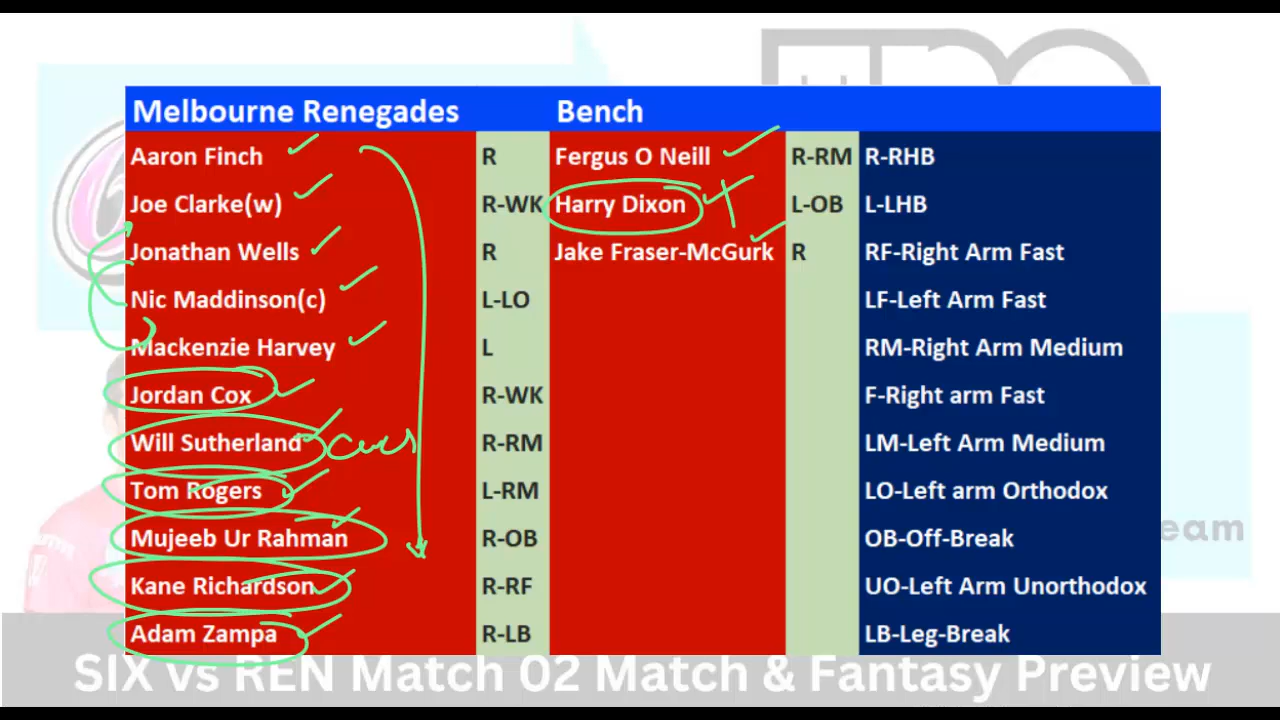 Melbourne Renegades Bench
Aaron Finch R Fergus O Neill R-RM R-RHB
Joe Clarke(w) R-WK Harry Dixon L-OB L-LHB
Jonathan Wells R Jake Fraser-McGurk R RF-Right Arm Fast
Nic Maddinson(c) L-LO LF-Left Arm Fast
Mackenzie Harvey L RM-Right Arm Medium
Jordan Cox R-WK F-Right arm Fast
Will Sutherland R-RM LM-Left Arm Medium
Tom Rogers L-RM LO-Left arm Orthodox
Mujeeb Ur Rahman R-OB OB-Off-Break
eam
Kane Richardson R-RF UO-Left Arm Unorthodox
Adam Zampa R-LB LB-Leg-Break
SIX vs REN Match 02 Match & Fantasy Preview